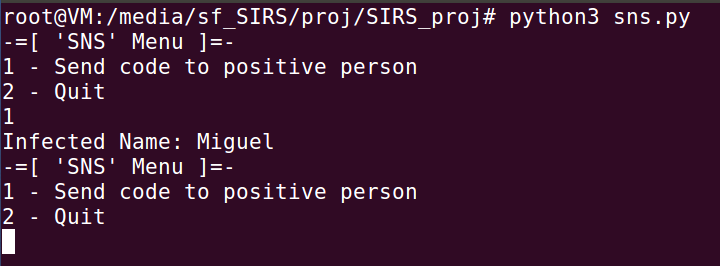 root@VM:/media/sf_SIRS/proj/SIRS_proj# python3 sns.py
-=[ 'SNS' Menu ]=-
1 - Send code to positive person
2 - Quit
1
Infected Name: Miguel
-=[ 'SNS' Menu ]=-
1 - Send code to positive person
2 - Quit